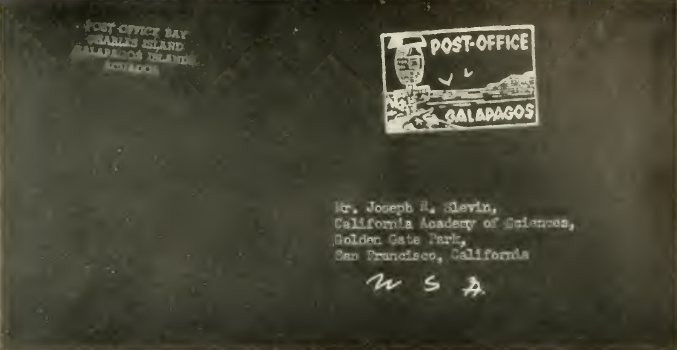 POST OFFICE BAY
CHARLES ISLAND
GALAPAGOS ISLANDS
ECUADOR
POST-OFFICE
GALAPAGOS
Mr. Joseph R. Slevin,
California Academy of Sciences,
Golden Gate Park,
San Francisco, California
U S A